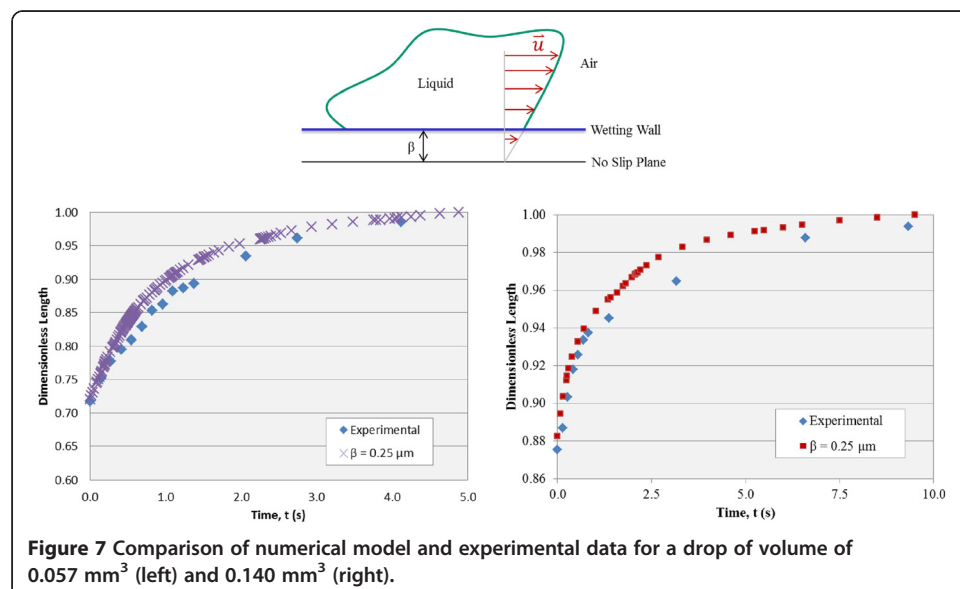 u
Air
Liquid
Wetting Wall
β
No Slip Plane
1.00
0.95
0.90
0.85
0.80
0.75
0.70
0.65
0.60
Dimensionless Length
Experimental
β = 0.25 μm
0.0 1.0 2.0 3.0 4.0 5.0
Time, t (s)
1.00
0.98
0.96
0.94
0.92
0.90
0.88
0.86
Dimensionless Length
Experimental
β = 0.25 μm
0.0 2.5 5.0 7.5 10.0
Time, t (s)
Figure 7 Comparison of numerical model and experimental data for a drop of volume of
0.057 mm³ (left) and 0.140 mm³ (right).